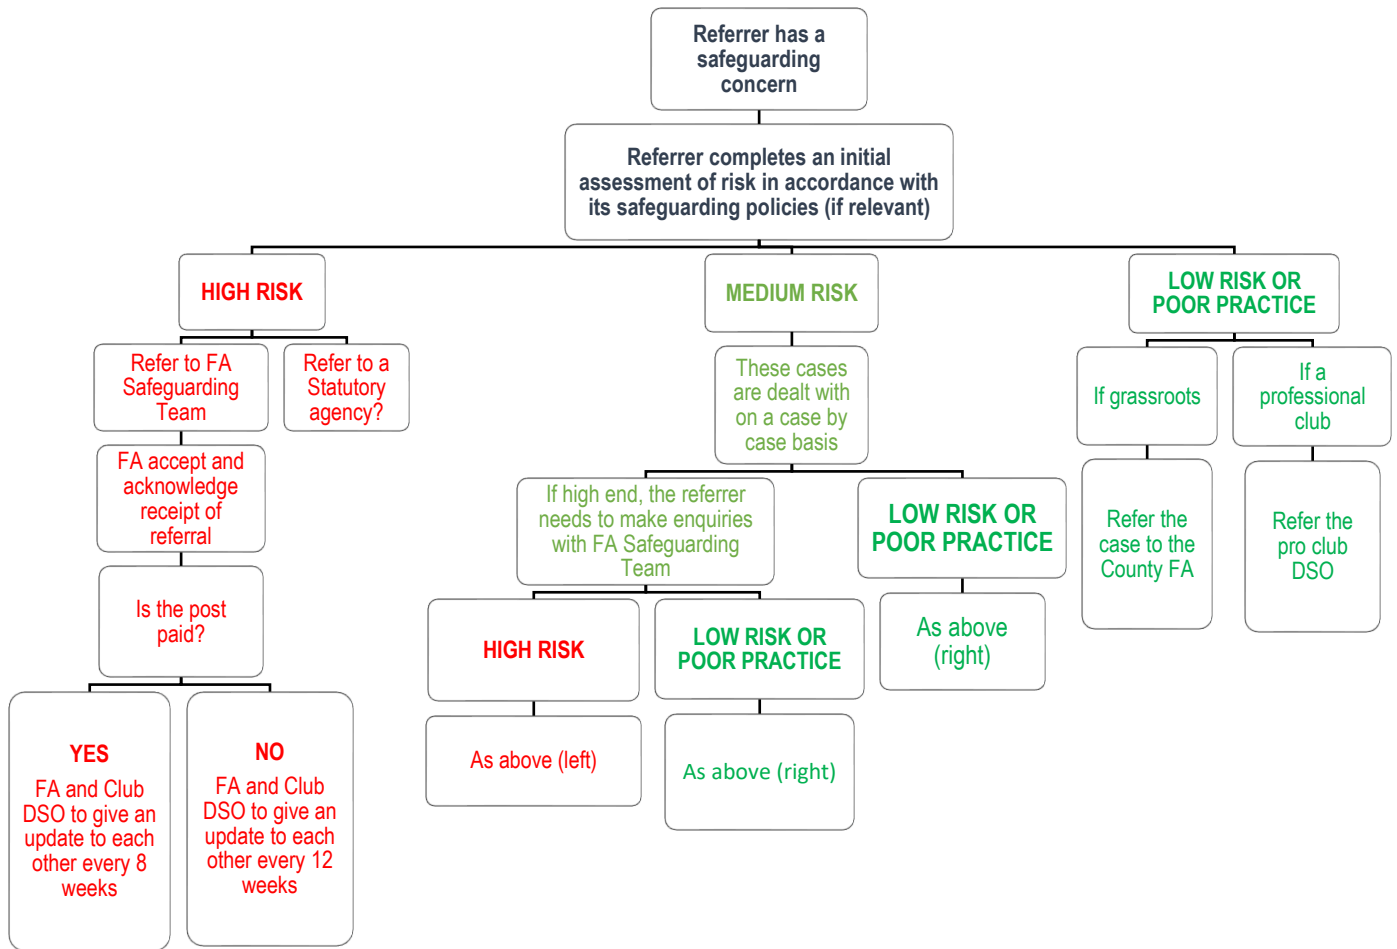 Referrer has a
safeguarding
concern
Referrer completes an initial
assessment of risk in accordance with
its safeguarding policies (if relevant)
HIGH RISK
Refer to FA
Safeguarding
Team
Refer to a
Statutory
agency?
FA accept and
acknowledge
receipt of
referral
Is the post
paid?
YES
FA and Club
DSO to give an
update to each
other every 8
weeks
NO
FA and Club
DSO to give an
update to each
other every 12
weeks
MEDIUM RISK
These cases
are dealt with
on a case by
case basis
If high end, the referrer
needs to make enquiries
with FA Safeguarding
Team
HIGH RISK
As above (left)
LOW RISK OR
POOR PRACTICE
As above (right)
LOW RISK OR
POOR PRACTICE
As above
(right)
LOW RISK OR
POOR PRACTICE
If grassroots
Refer the
case to the
County FA
If a
professional
club
Refer the
pro club
DSO